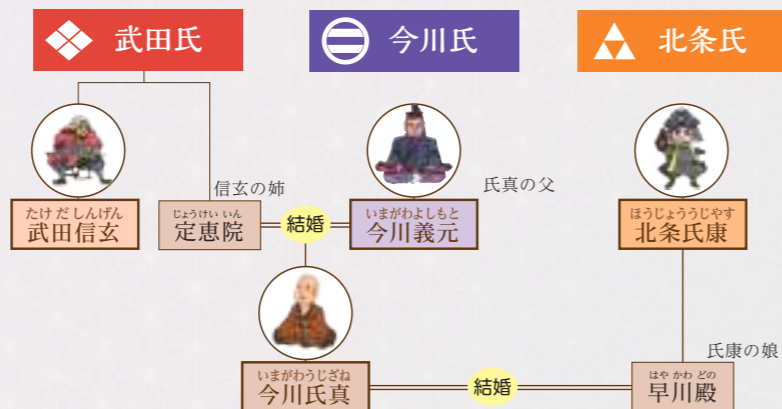 武田氏
今川氏
北条氏
信玄の姉
氏真の父
たけ だ しんげん
武田信玄
じょうけい いん
定恵院
結婚
いまがわよしもと
今川義元
ほうじょううじやす
北条氏康
氏康の娘
いまがわうじざね
今川氏真
結婚
はや かわ どの
早川殿